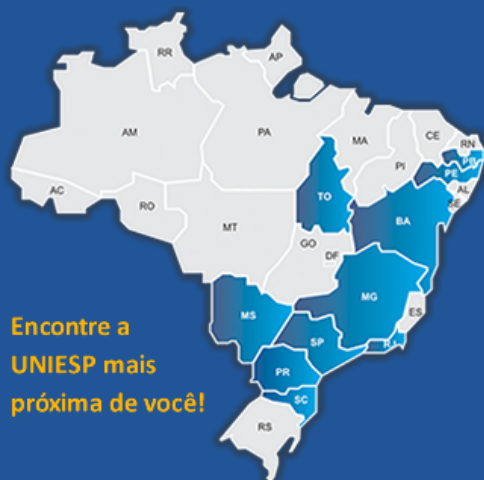 RR
AP
AM
PA
MA
CE
RN
PB
PI
PE
AL
SE
AC
TO
RO
BA
MT
GO
DF
MG
ES
MS
SP
RJ
PR
SC
RS
Encontre a
UNIESP mais
próxima de você!